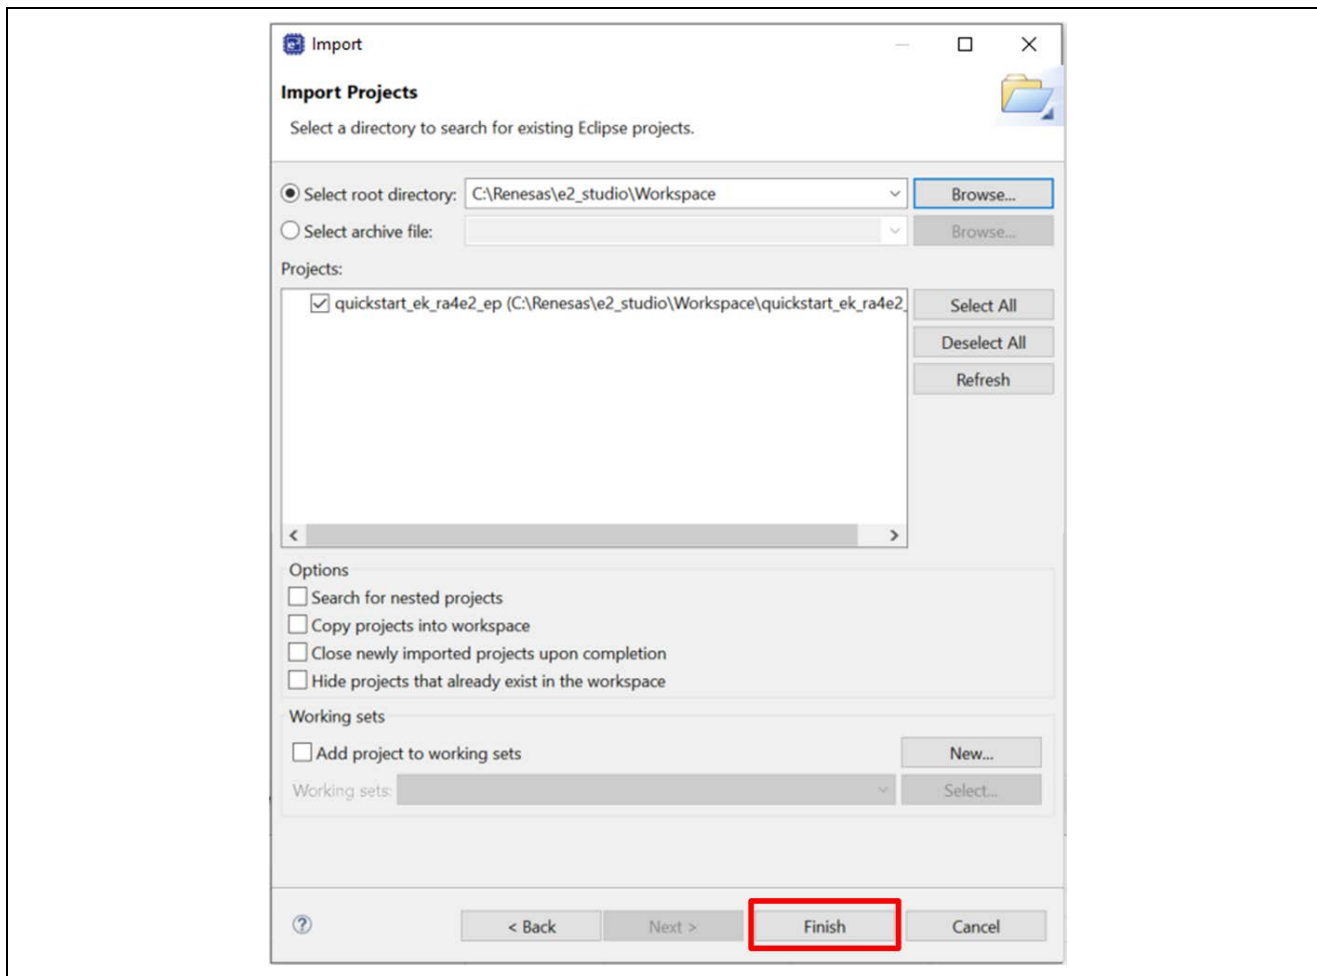 Import
Import Projects
Select a directory to search for existing Eclipse projects.
Select root directory: C:\Renesas\e2_studio\Workspace Browse...
Select archive file: Browse...
Projects:
quickstart_ek_ra4e2_ep (C:\Renesas\e2_studio\Workspace\quickstart_ek_ra4e2_ Select All
Deselect All
Refresh
Options
Search for nested projects
Copy projects into workspace
Close newly imported projects upon completion
Hide projects that already exist in the workspace
Working sets
Add project to working sets New...
Working sets: Select...
? < Back Next > Finish Cancel